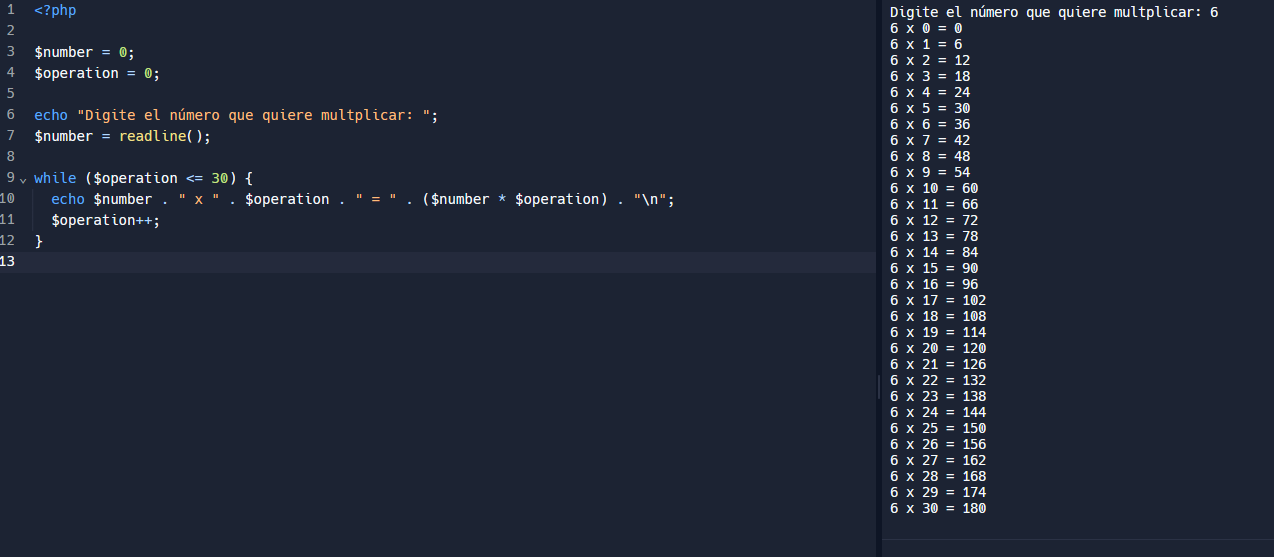 1 <?php
2
3 $number = 0;
4 $operation = 0;
5
6 echo "Digite el número que quiere multplicar: ";
7 $number = readline();
8
9 while ($operation <= 30) {
10   echo $number . " x " . $operation . " = " . ($number * $operation) . "\n";
11   $operation++;
12 }
13
Digite el número que quiere multplicar: 6
6 x 0 = 0
6 x 1 = 6
6 x 2 = 12
6 x 3 = 18
6 x 4 = 24
6 x 5 = 30
6 x 6 = 36
6 x 7 = 42
6 x 8 = 48
6 x 9 = 54
6 x 10 = 60
6 x 11 = 66
6 x 12 = 72
6 x 13 = 78
6 x 14 = 84
6 x 15 = 90
6 x 16 = 96
6 x 17 = 102
6 x 18 = 108
6 x 19 = 114
6 x 20 = 120
6 x 21 = 126
6 x 22 = 132
6 x 23 = 138
6 x 24 = 144
6 x 25 = 150
6 x 26 = 156
6 x 27 = 162
6 x 28 = 168
6 x 29 = 174
6 x 30 = 180